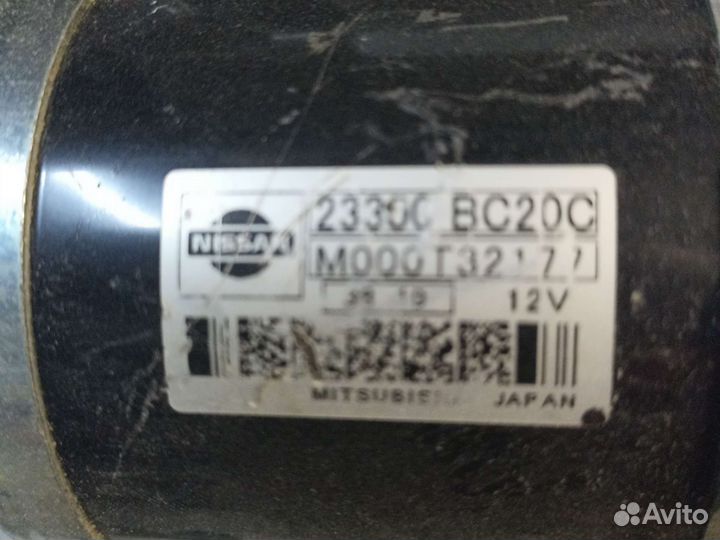 NISSAN
23300 BC20C
M000T32177
12V
MITSUBISHI JAPAN
Avito